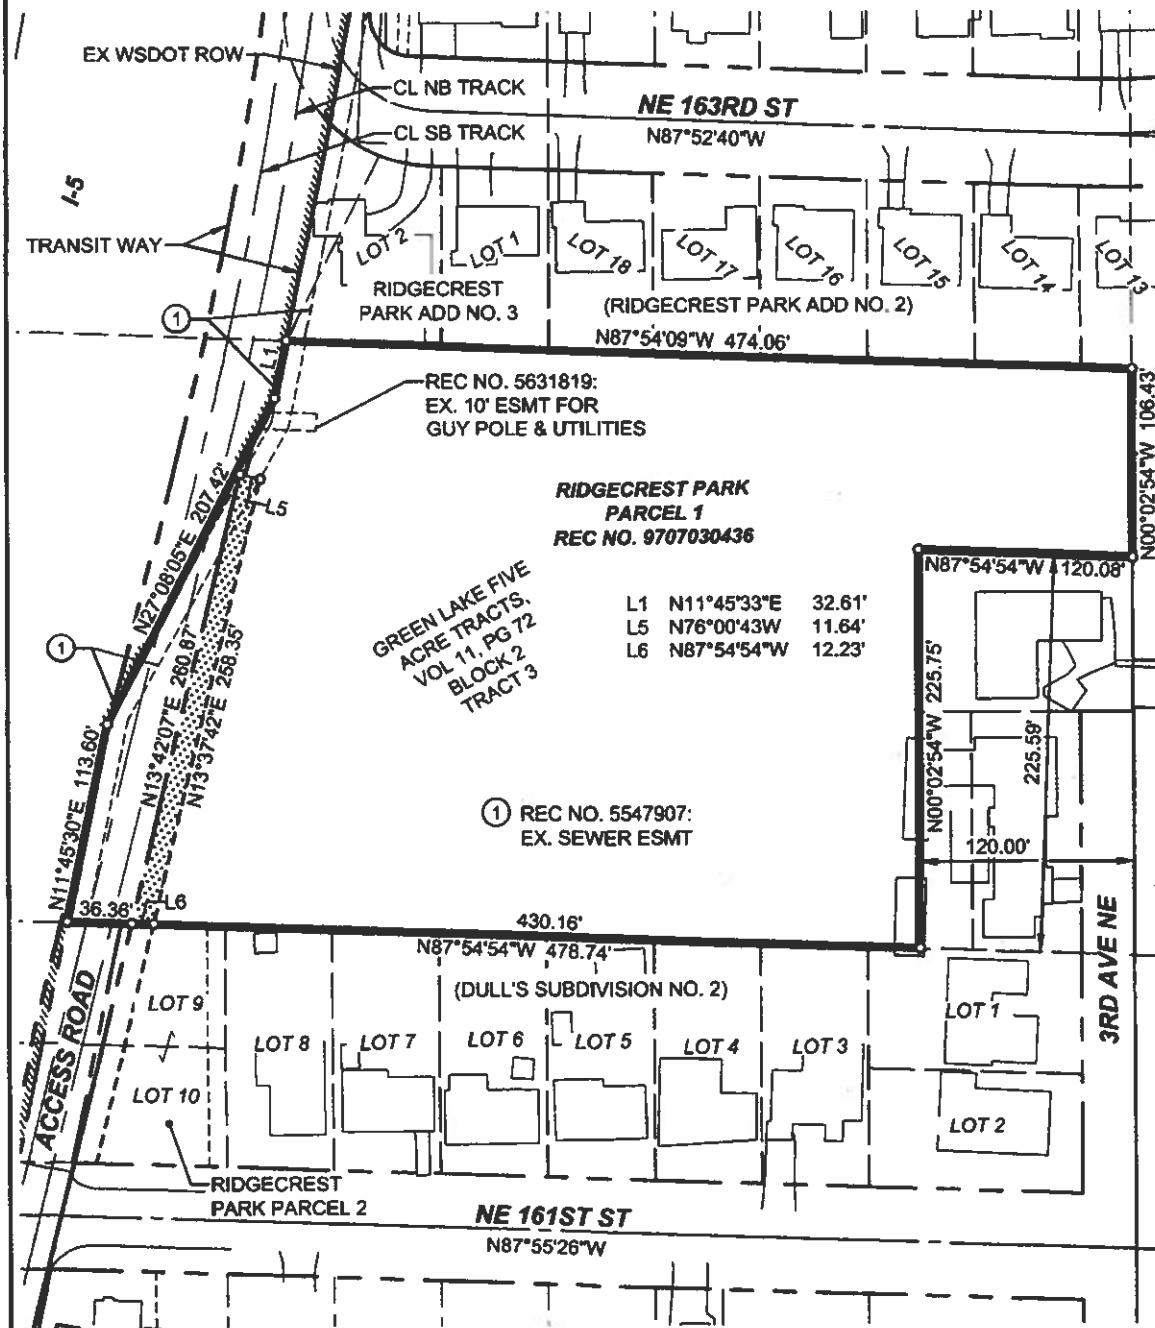 EX WSDOT ROW
CL NB TRACK
CL SB TRACK
NE 163RD ST
N87°52'40"W
I-5
TRANSIT WAY
LOT 2
LOT 1
LOT 18
LOT 17
LOT 16
LOT 15
LOT 14
LOT 13
RIDGECREST
PARK ADD NO. 3
(RIDGECREST PARK ADD NO. 2)
1
N87°54'09"W 474.06'
L1
REC NO. 5631819:
EX. 10' ESMT FOR
GUY POLE & UTILITIES
N00°02'54"W 106.43'
RIDGECREST PARK
PARCEL 1
REC NO. 9707030436
L5
N27°08'05"E 207.42'
N87°54'54"W 120.08'
GREEN LAKE FIVE
ACRE TRACTS,
VOL 11, PG 72
BLOCK 2
TRACT 3
L1 N11°45'33"E 32.61'
L5 N76°00'43W 11.64'
L6 N87°54'54"W 12.23'
1
N13°42'07"E 260.87'
N13°37'42"E 258.35'
N00°02'54"W 225.75'
225.59'
N11°45'30"E 113.60'
1 REC NO. 5547907:
EX. SEWER ESMT
120.00'
36.36'
L6
430.16'
N87°54'54"W 478.74'
(DULL'S SUBDIVISION NO. 2)
3RD AVE NE
ACCESS ROAD
LOT 9
LOT 10
LOT 8
LOT 7
LOT 6
LOT 5
LOT 4
LOT 3
LOT 1
LOT 2
RIDGECREST
PARK PARCEL 2
NE 161ST ST
N87°55'26"W